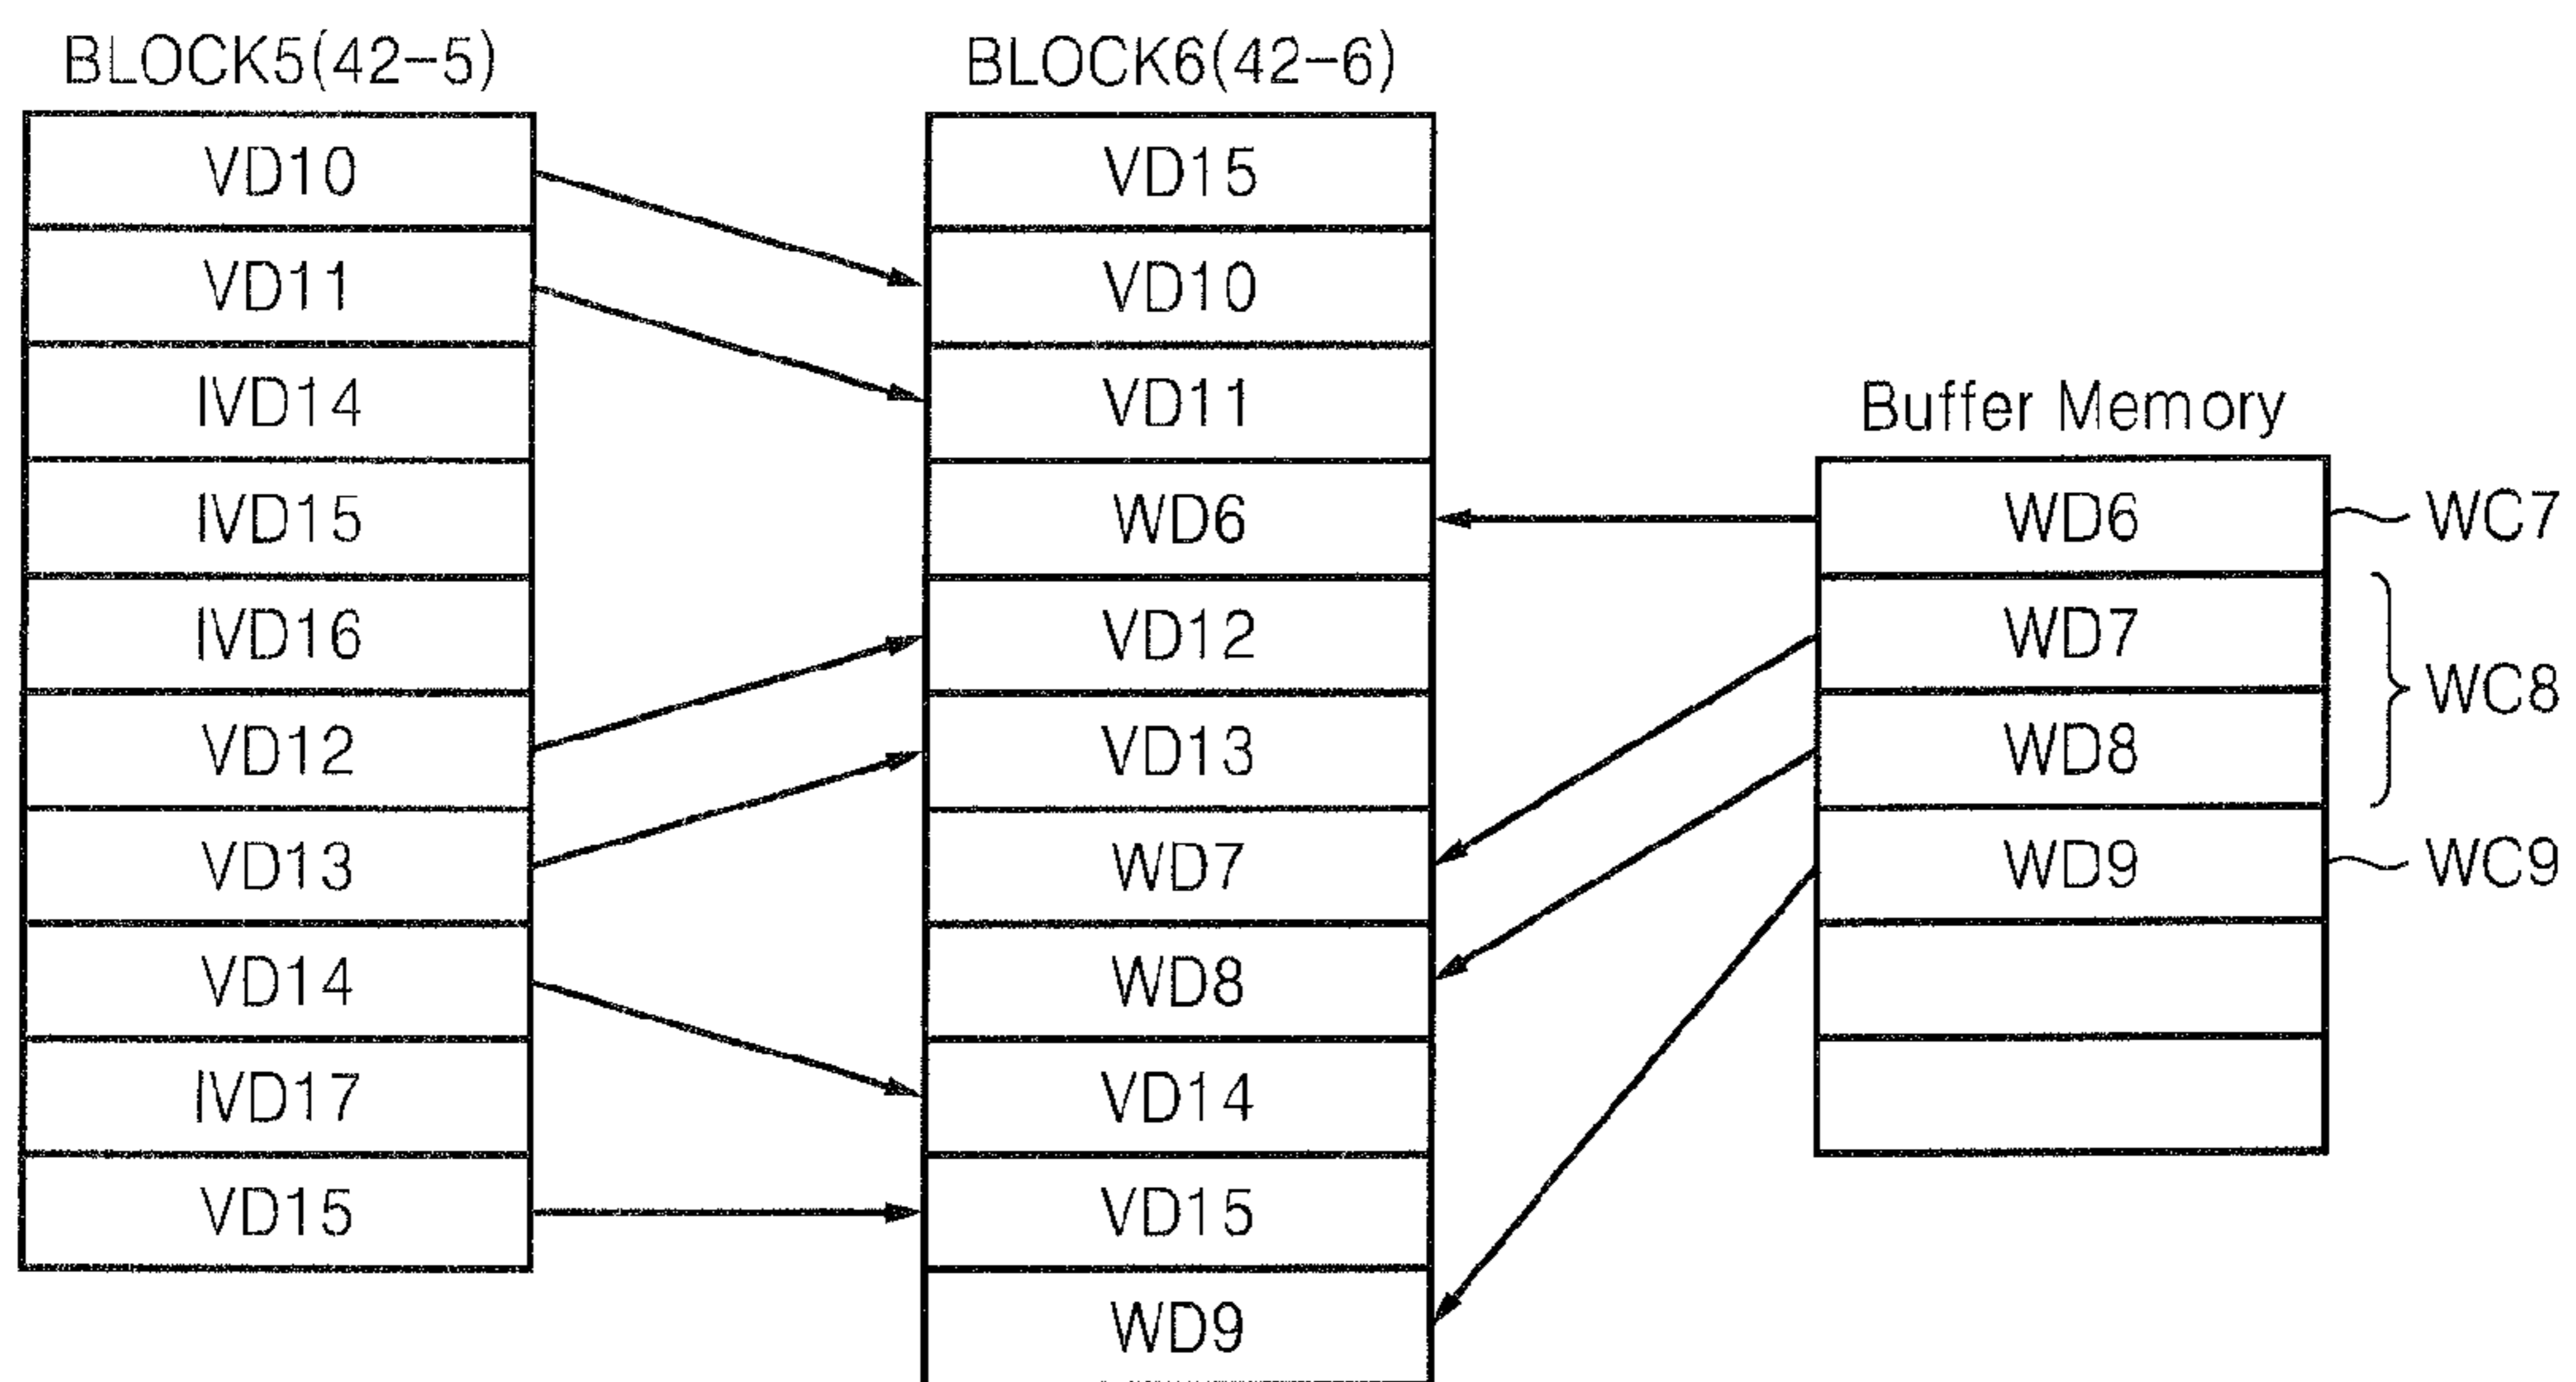 BLOCK5(42-5)
VD10
VD11
IVD14
IVD15
IVD16
VD12
VD13
VD14
IVD17
VD15
BLOCK6(42-6)
VD15
VD10
VD11
WD6
VD12
VD13
WD7
WD8
VD14
VD15
WD9
Buffer Memory
WD6
WD7
WD8
WD9
WC7
WC8
WC9